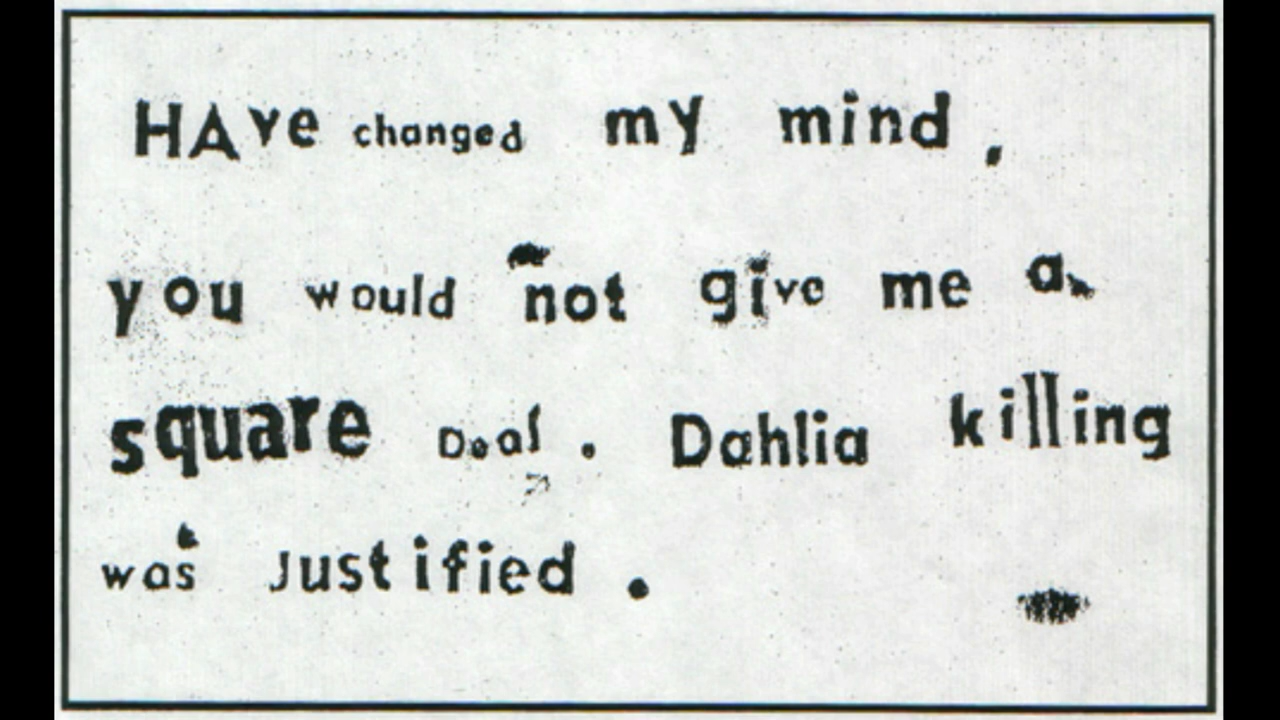 HAve changed my mind,
you would not give me a
square Deal. Dahlia killing
was Justified.